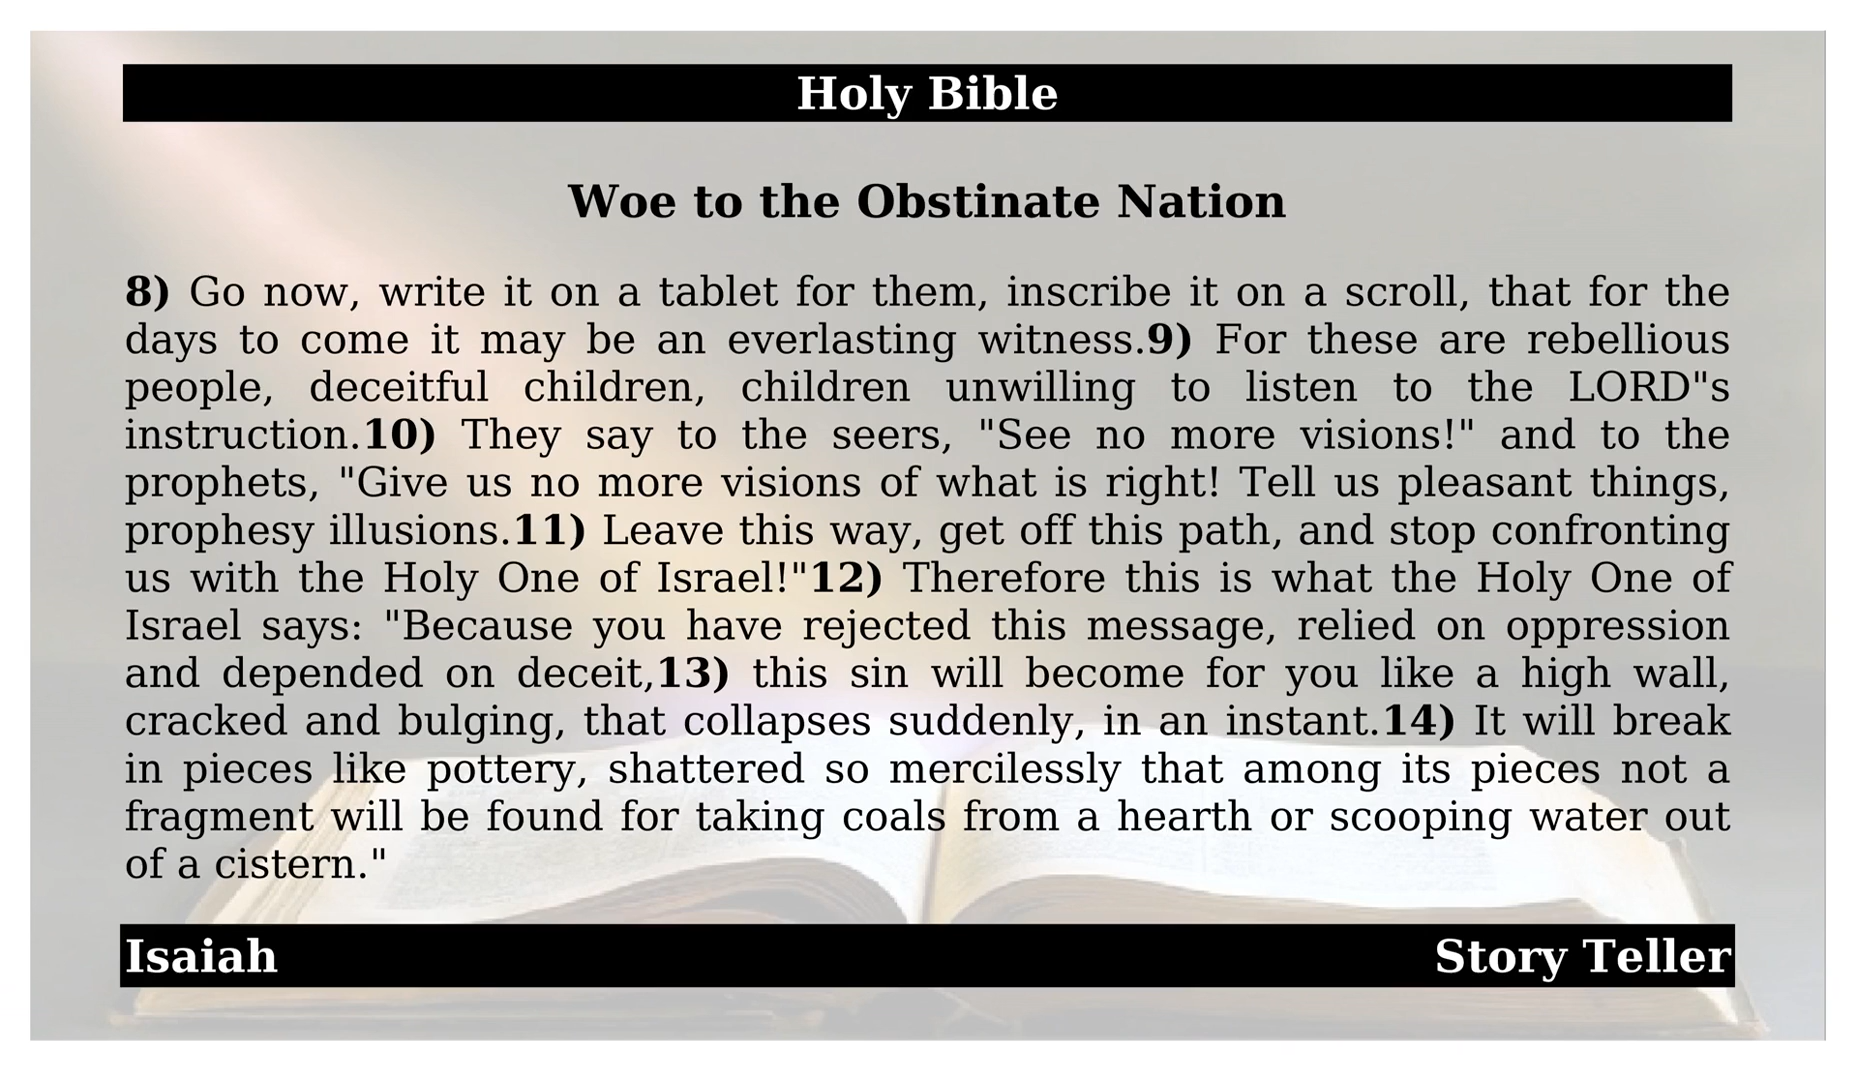 Holy Bible
Woe to the Obstinate Nation
8) Go now, write it on a tablet for them, inscribe it on a scroll, that for the
days to come it may be an everlasting witness.9) For these are rebellious
people, deceitful children, children unwilling to listen to the LORD"s
instruction.10) They say to the seers, "See no more visions!" and to the
prophets, "Give us no more visions of what is right! Tell us pleasant things,
prophesy illusions.11) Leave this way, get off this path, and stop confronting
us with the Holy One of Israel!"12) Therefore this is what the Holy One of
Israel says: "Because you have rejected this message, relied on oppression
and depended on deceit,13) this sin will become for you like a high wall,
cracked and bulging, that collapses suddenly, in an instant.14) It will break
in pieces like pottery, shattered so mercilessly that among its pieces not a
fragment will be found for taking coals from a hearth or scooping water out
of a cistern."
Isaiah Story Teller